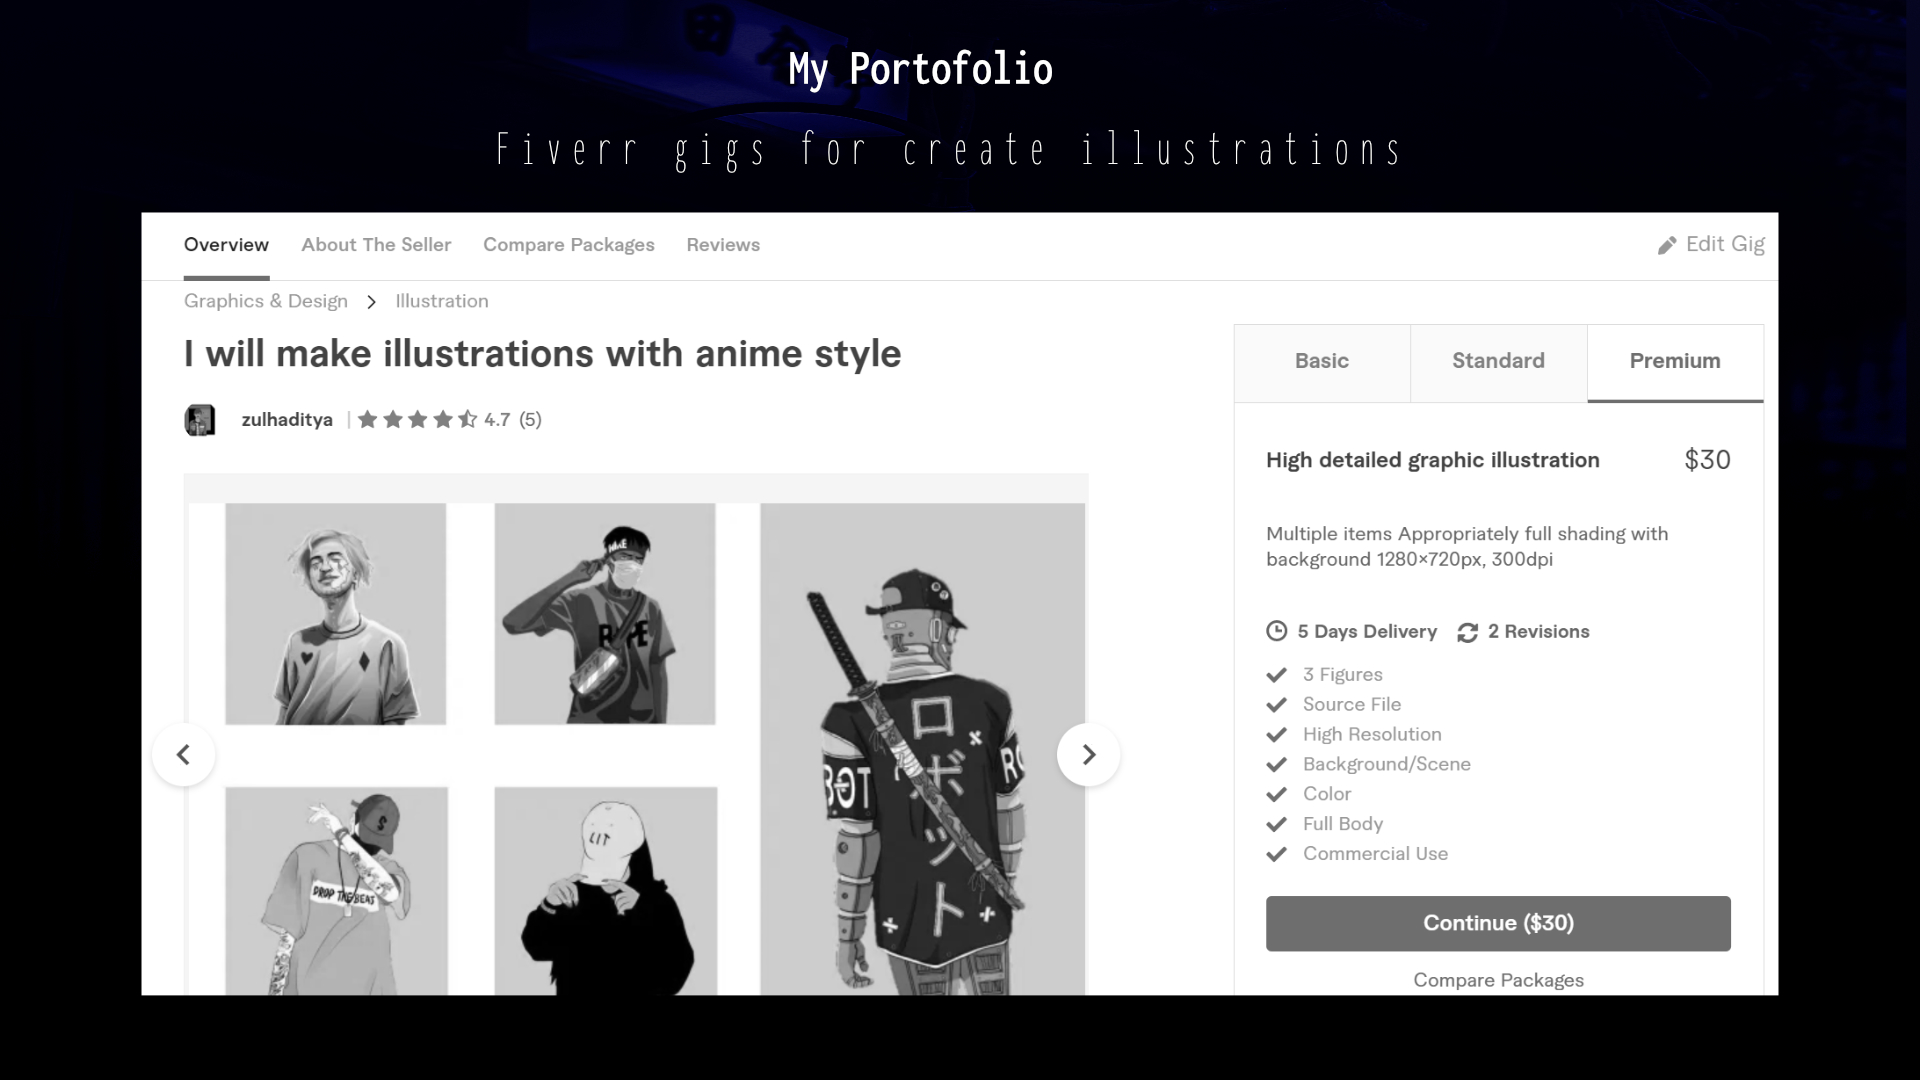 My Portofolio
Fiverr gigs for create illustrations
Overview About The Seller Compare Packages Reviews Edit Gig
Graphics & Design > Illustration
I will make illustrations with anime style
zulhaditya | 4.7 (5)
Basic Standard Premium
High detailed graphic illustration $30
Multiple items Appropriately full shading with
background 1280×720px, 300dpi
5 Days Delivery 2 Revisions
3 Figures
Source File
High Resolution
Background/Scene
Color
Full Body
Commercial Use
Continue ($30)
Compare Packages
LIT
DROP THE BEAT
S
BOT
ロボット